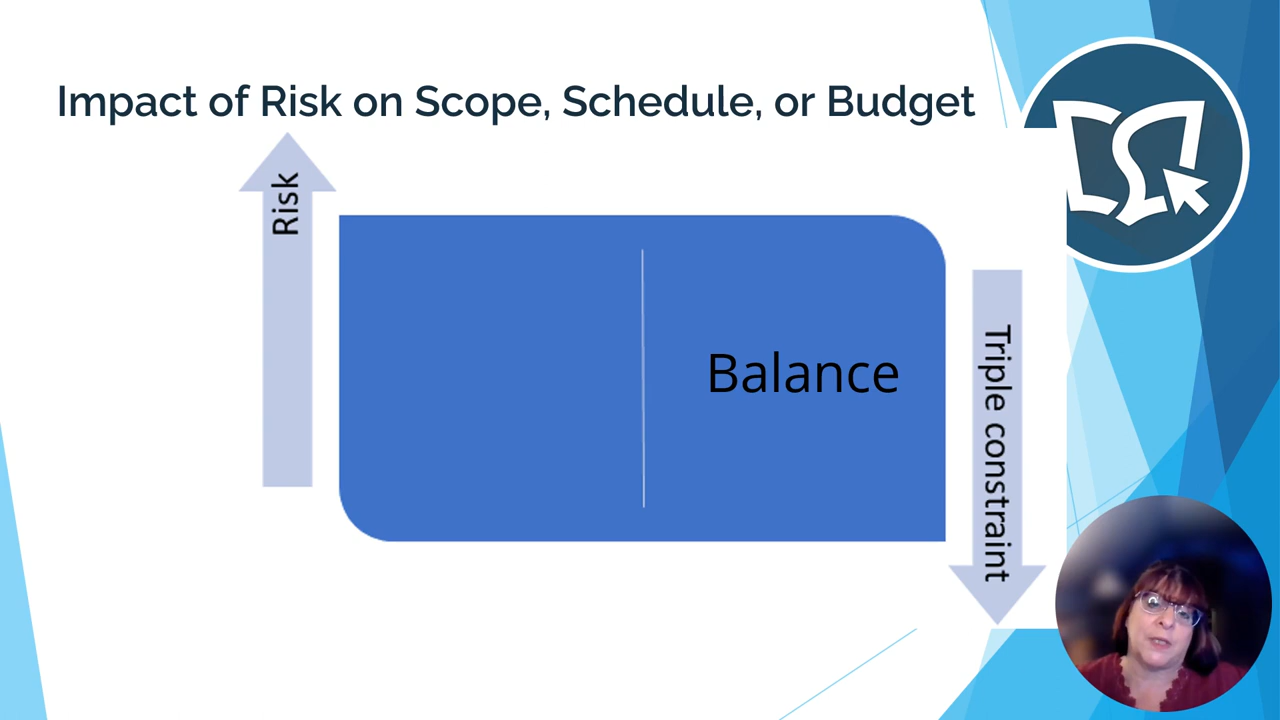 Impact of Risk on Scope, Schedule, or Budget
Risk
Balance
Triple constraint